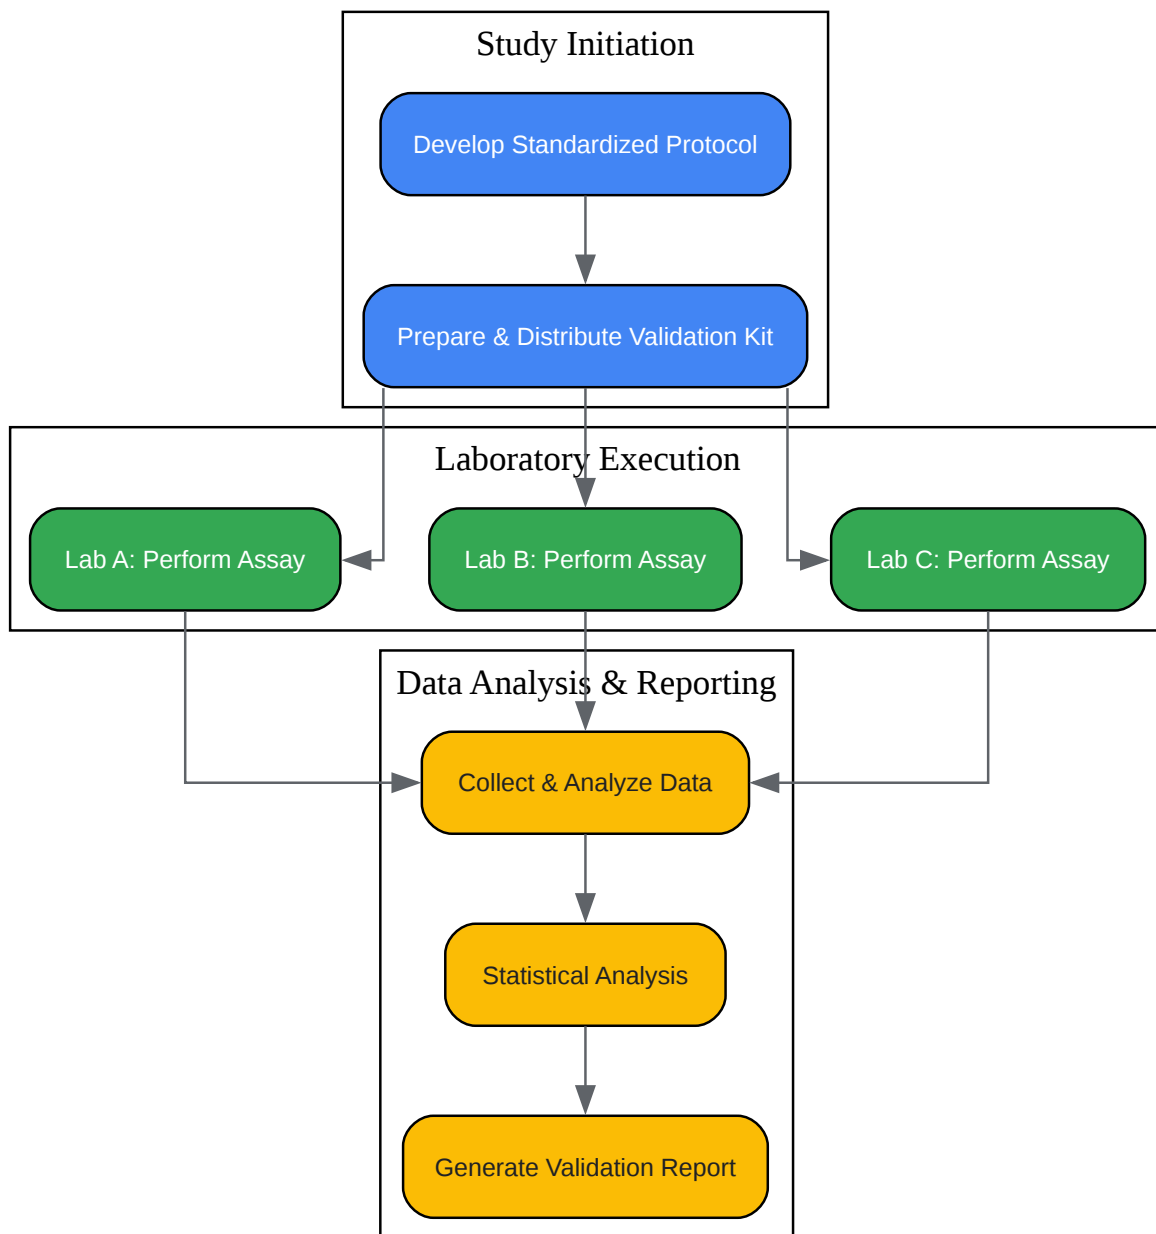 Study Initiation
Develop Standardized Protocol
Prepare & Distribute Validation Kit
Laboratory Execution
Lab A: Perform Assay
Lab B: Perform Assay
Lab C: Perform Assay
Data Analysis & Reporting
Collect & Analyze Data
Statistical Analysis
Generate Validation Report